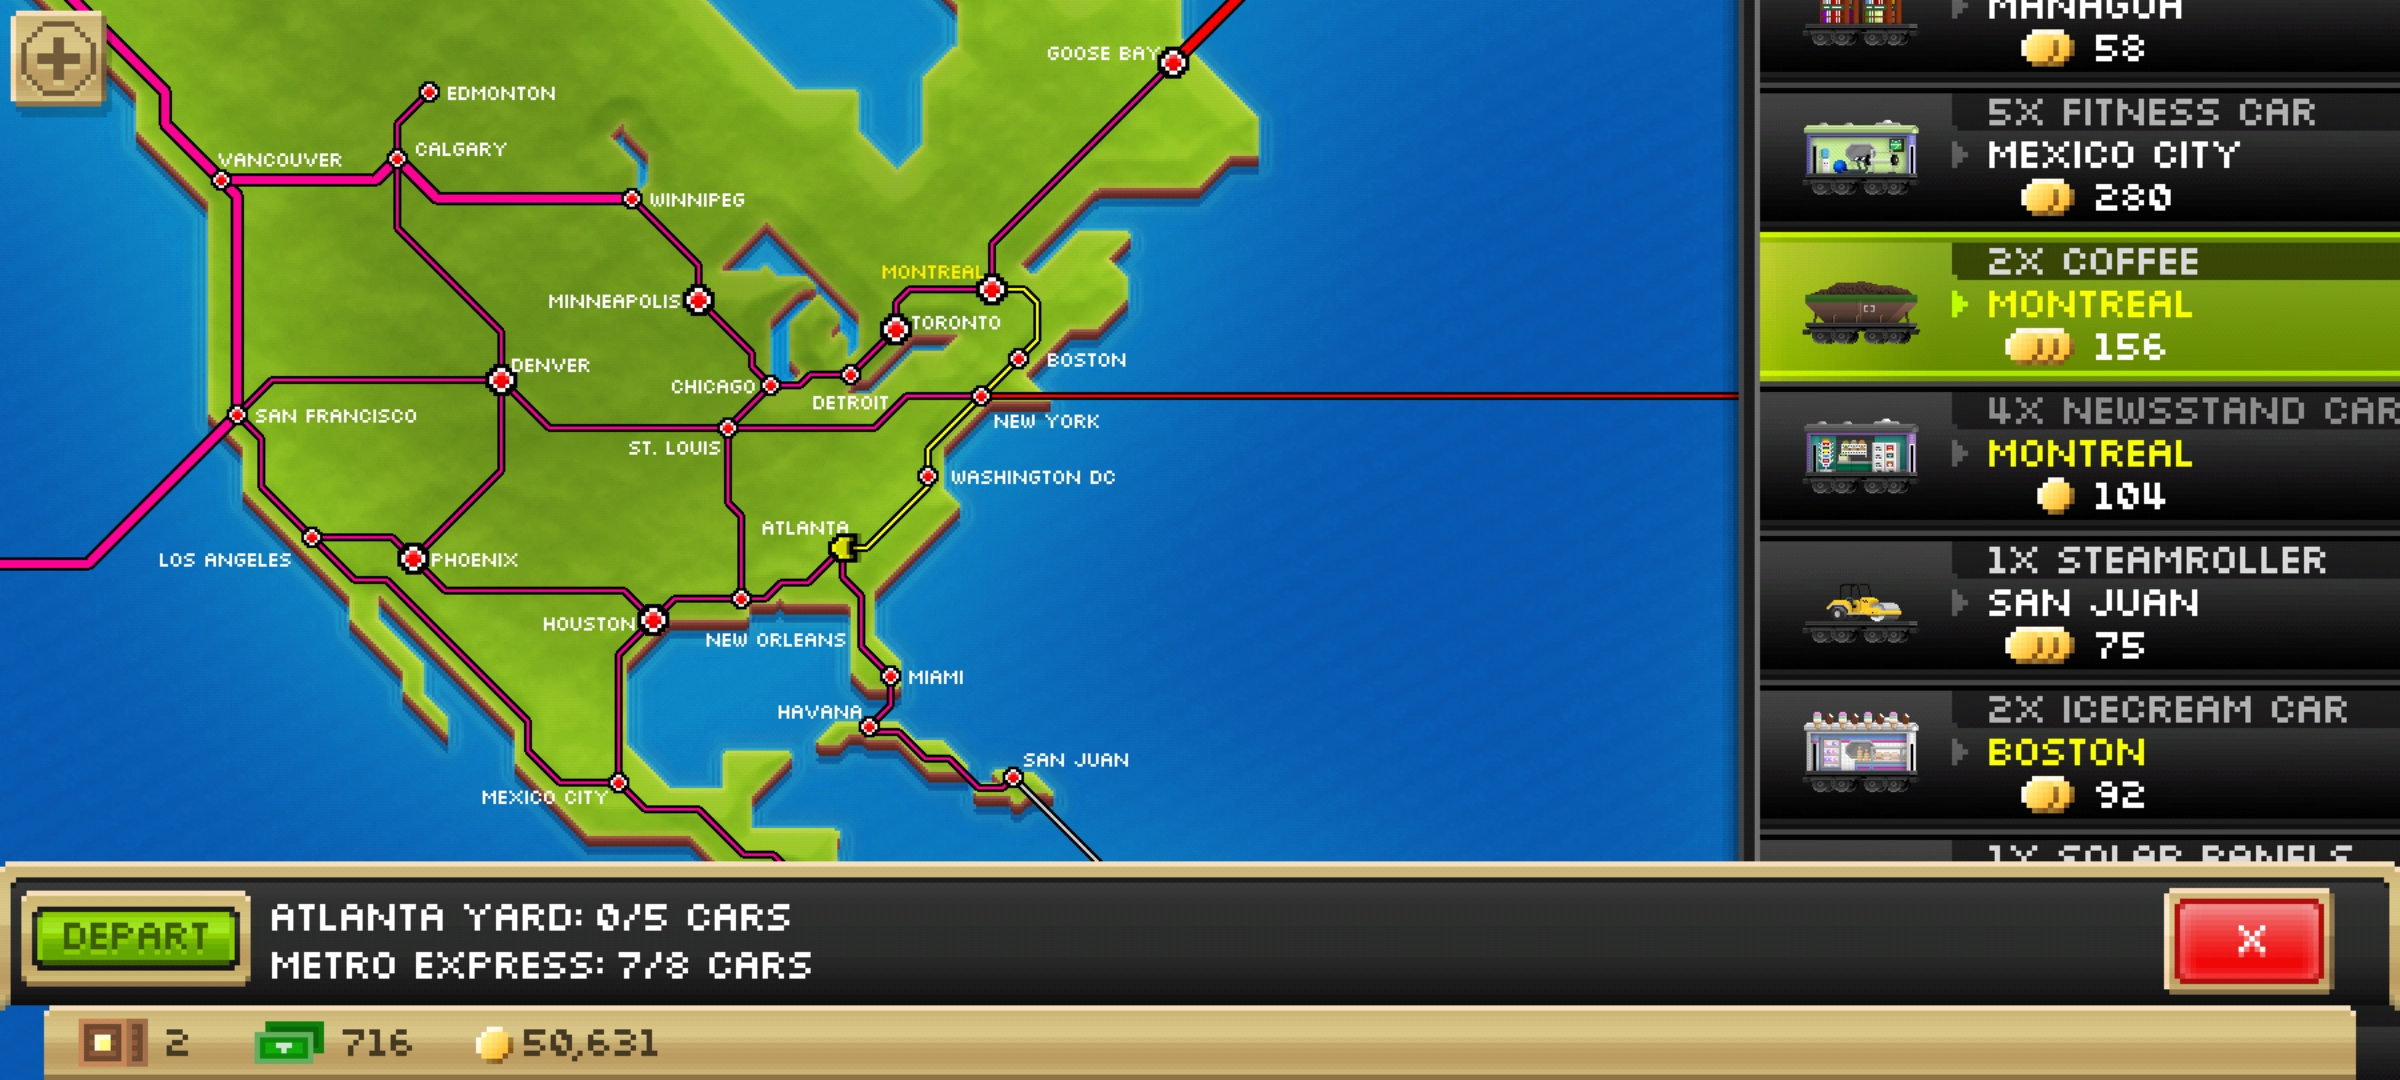 GOOSE BAY
EDMONTON
CALGARY
VANCOUVER
WINNIPEG
MONTREAL
MINNEAPOLIS
TORONTO
BOSTON
DENVER
CHICAGO
DETROIT
SAN FRANCISCO
NEW YORK
ST. LOUIS
WASHINGTON DC
ATLANTA
LOS ANGELES
PHOENIX
HOUSTON
NEW ORLEANS
MIAMI
HAVANA
SAN JUAN
MEXICO CITY
MANAGUA
58
5X FITNESS CAR
MEXICO CITY
280
2X COFFEE
MONTREAL
156
4X NEWSSTAND CAR
MONTREAL
104
1X STEAMROLLER
SAN JUAN
75
2X ICECREAM CAR
BOSTON
92
1X SOLAR PANELS
DEPART
ATLANTA YARD: 0/5 CARS
METRO EXPRESS: 7/8 CARS
X
2
716
50,631